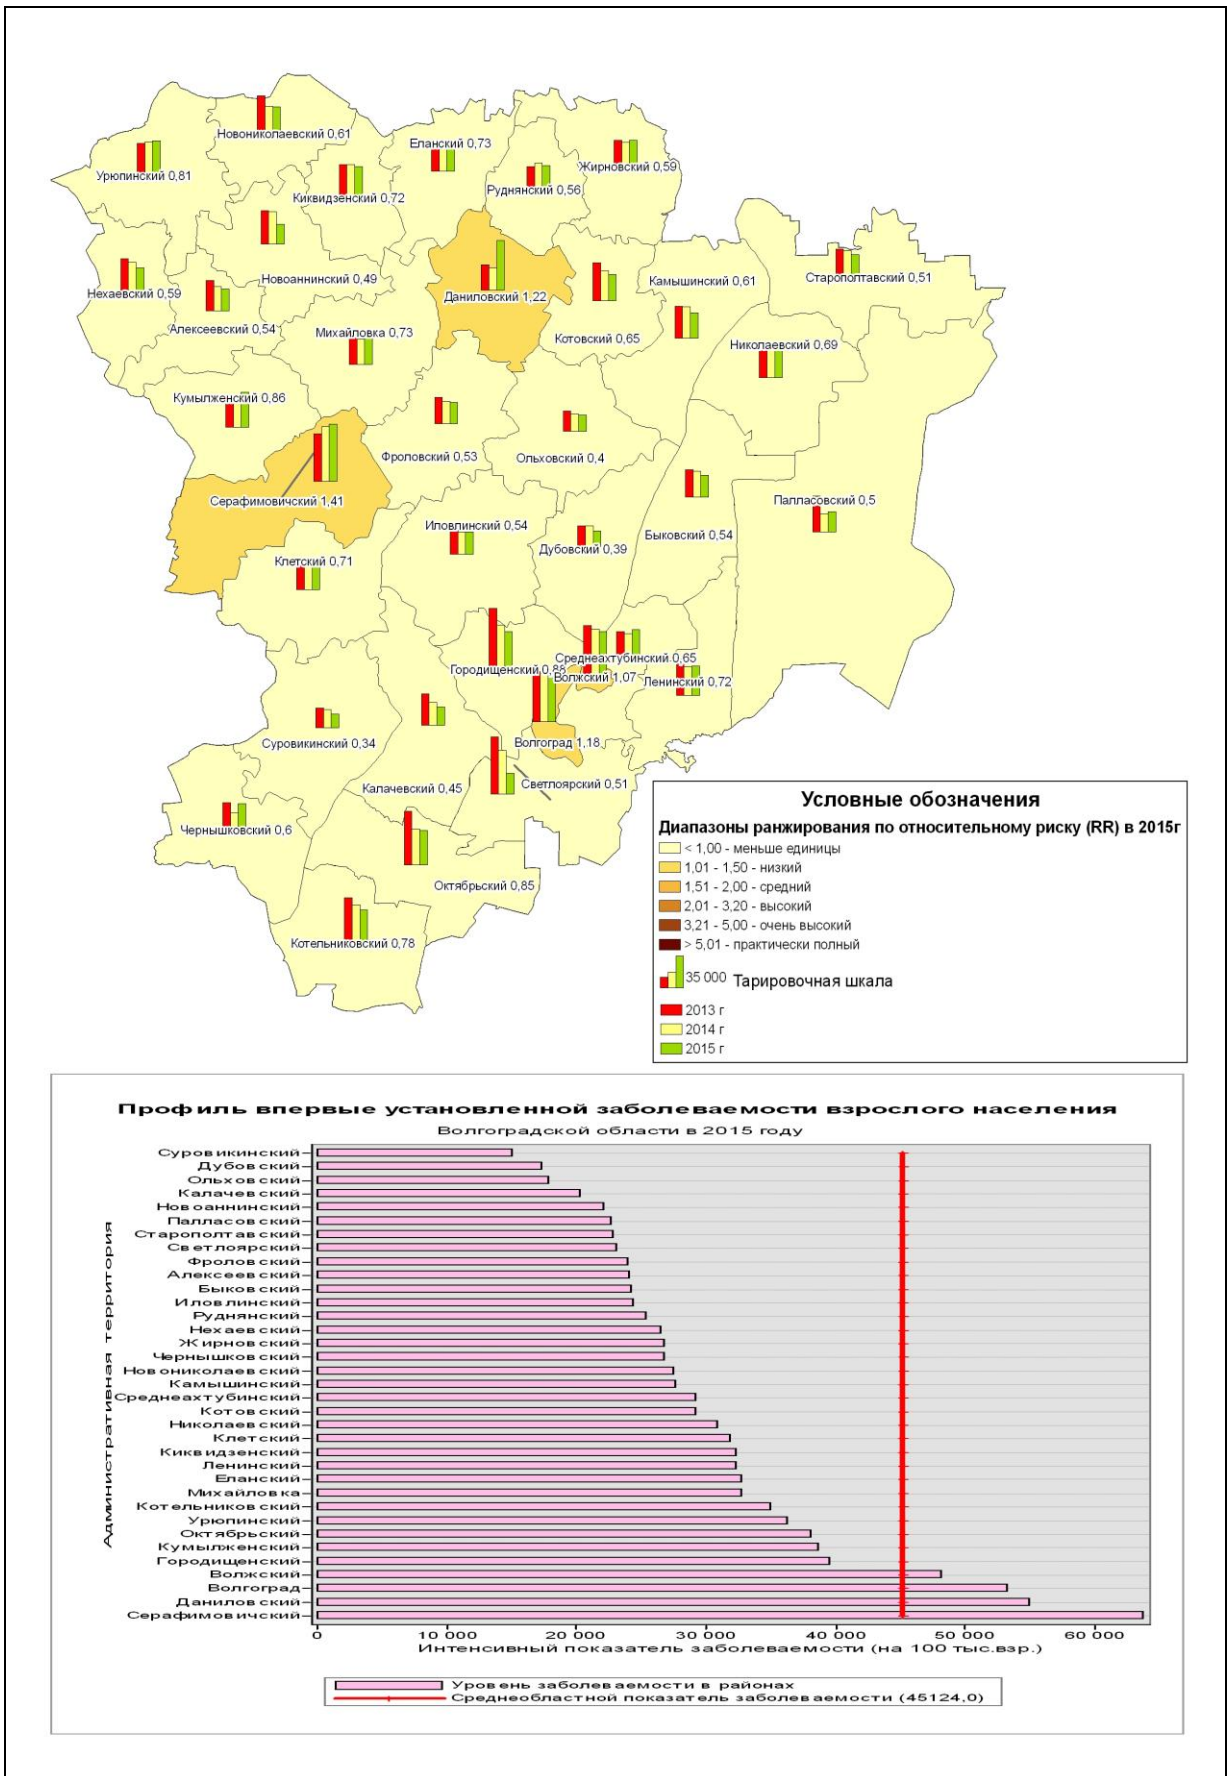 Новониколаевский 0,61
Еланский 0,73
Жирновский 0,59
Урюпинский 0,81
Киквидзенский 0,72
Руднянский 0,56
Новоаннинский 0,49
Камышинский 0,61
Старополтавский 0,51
Нехаевский 0,59
Даниловский 1,22
Алексеевский 0,54
Михайловка 0,73
Котовский 0,65
Николаевский 0,69
Кумылженский 0,86
Фроловский 0,53
Ольховский 0,4
Серафимовичский 1,41
Палласовский 0,5
Иловлинский 0,54
Быковский 0,54
Дубовский 0,39
Клетский 0,71
Среднеахтубинский 0,65
Городищенский 0,88
Волжский 1,07
Ленинский 0,72
Суровикинский 0,34
Волгоград 1,18
Калачевский 0,45
Светлоярский 0,51
Чернышковский 0,6
Октябрьский 0,85
Котельниковский 0,78
Условные обозначения
Диапазоны ранжирования по относительному риску (RR) в 2015г
< 1,00 - меньше единицы
1,01 - 1,50 - низкий
1,51 - 2,00 - средний
2,01 - 3,20 - высокий
3,21 - 5,00 - очень высокий
> 5,01 - практически полный
35 000 Тарировочная шкала
2013 г
2014 г
2015 г
Профиль впервые установленной заболеваемости взрослого населения
Волгоградской области в 2015 году
Административная территория
Суровикинский
Дубовский
Ольховский
Калачевский
Новоаннинский
Палласовский
Старополтавский
Светлоярский
Фроловский
Алексеевский
Быковский
Иловлинский
Руднянский
Нехаевский
Жирновский
Чернышковский
Новониколаевский
Камышинский
Среднеахтубинский
Котовский
Николаевский
Клетский
Киквидзенский
Ленинский
Еланский
Михайловка
Котельниковский
Урюпинский
Октябрьский
Кумылженский
Городищенский
Волжский
Волгоград
Даниловский
Серафимовичский
0 10 000 20 000 30 000 40 000 50 000 60 000
Интенсивный показатель заболеваемости (на 100 тыс.взр.)
Уровень заболеваемости в районах
Среднеобластной показатель заболеваемости (45124,0)